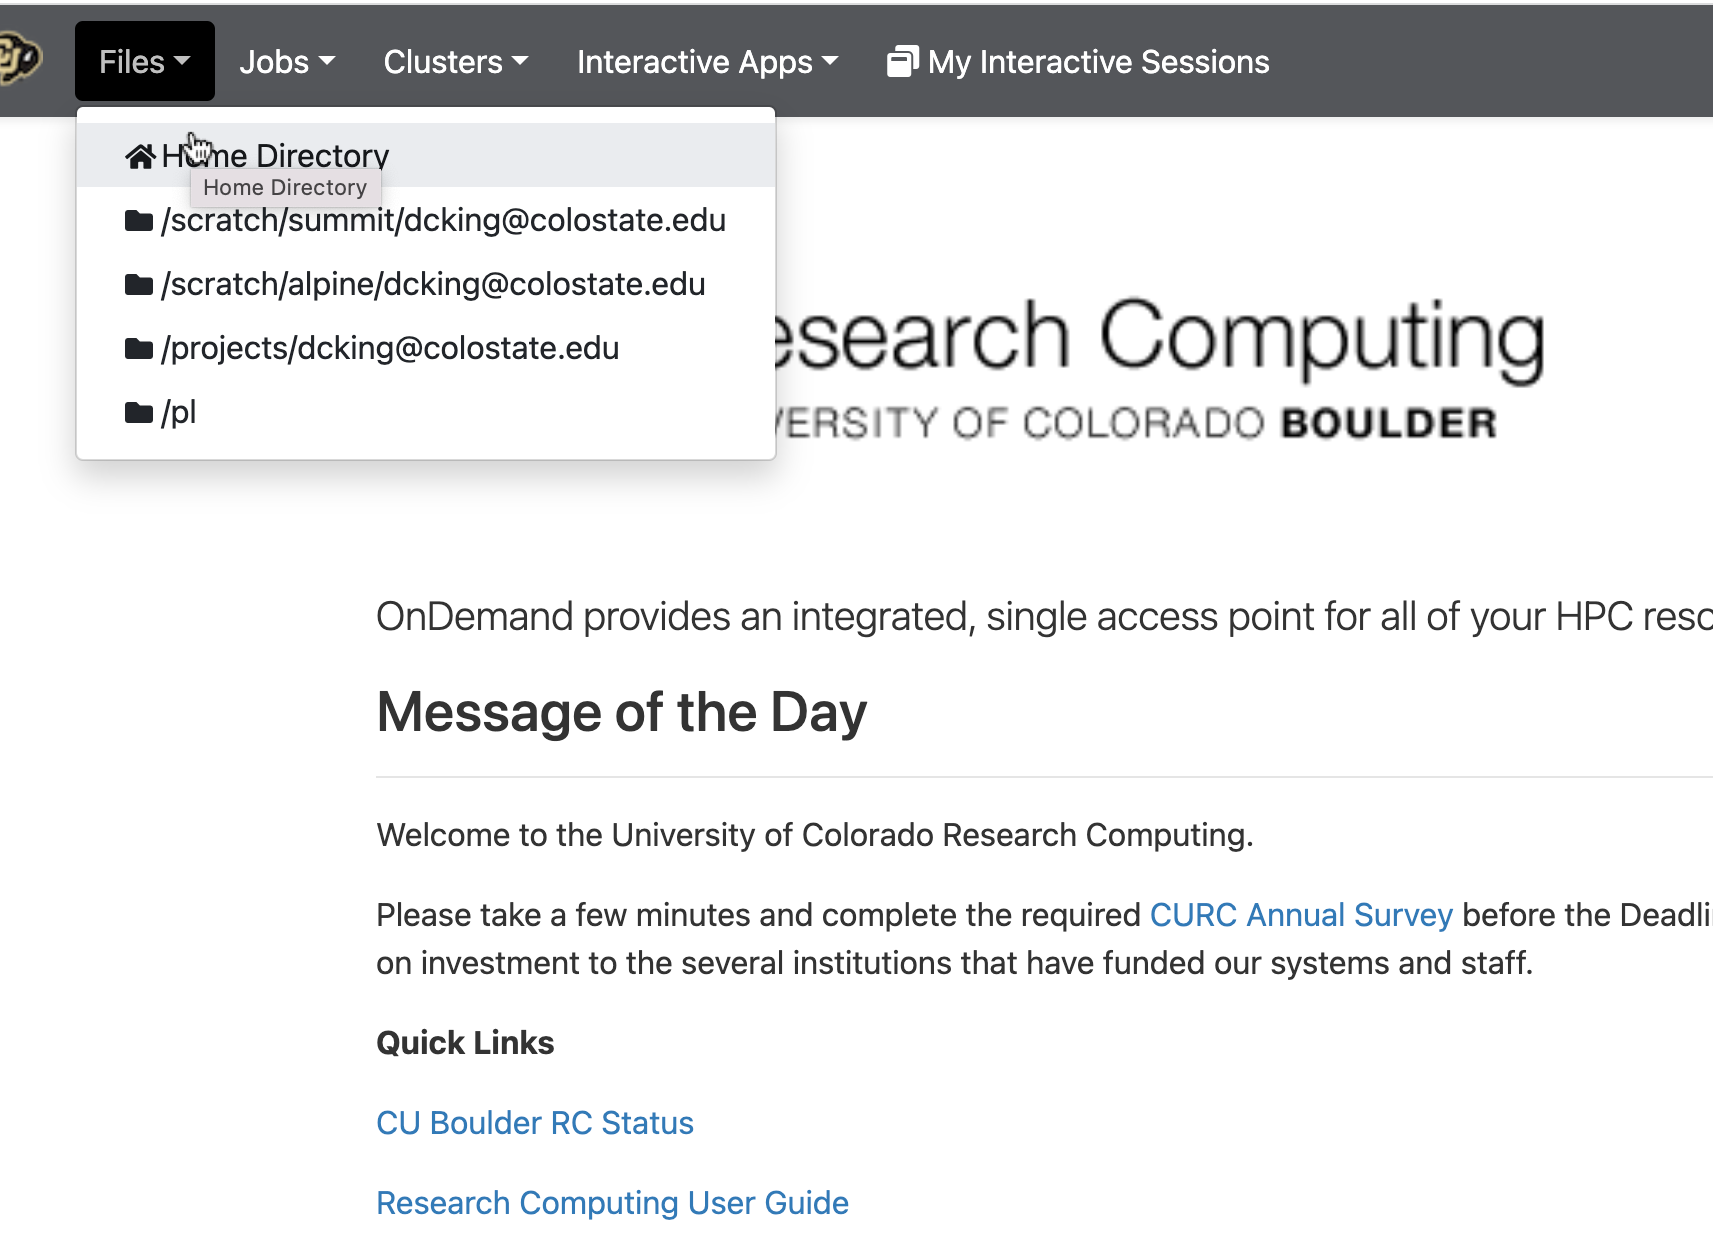 Files Jobs Clusters Interactive Apps My Interactive Sessions
Home Directory
Home Directory
/scratch/summit/dcking@colostate.edu
/scratch/alpine/dcking@colostate.edu
/projects/dcking@colostate.edu
/pl
esearch Computing
VERSITY OF COLORADO BOULDER
OnDemand provides an integrated, single access point for all of your HPC reso
Message of the Day
Welcome to the University of Colorado Research Computing.
Please take a few minutes and complete the required CURC Annual Survey before the Deadli
on investment to the several institutions that have funded our systems and staff.
Quick Links
CU Boulder RC Status
Research Computing User Guide